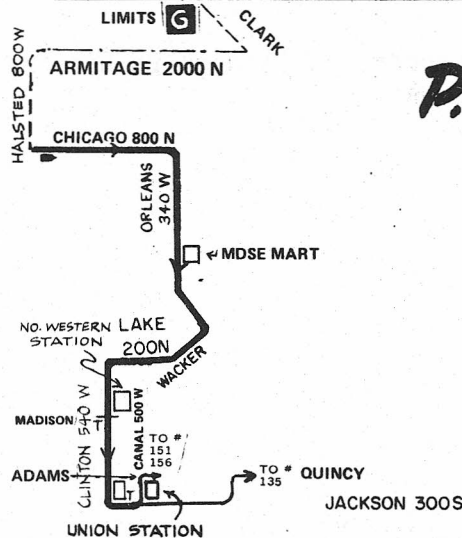 LIMITS
G
CLARK
HALSTED 800W
ARMITAGE 2000 N
P.
CHICAGO 800 N
ORLEANS
340 W
MDSE MART
NO. WESTERN
STATION
LAKE
200N
WACKER
CLINTON 540 W
MADISON
T
CANAL 500 W
TO #
151
156
ADAMS
T
TO #
135
QUINCY
JACKSON 300S
UNION STATION